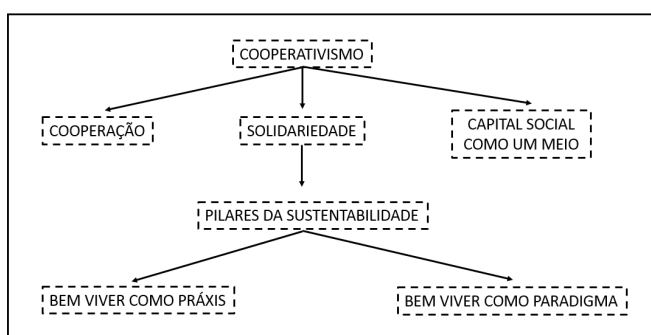 COOPERATIVISMO
COOPERAÇÃO
SOLIDARIEDADE
CAPITAL SOCIAL
COMO UM MEIO
PILARES DA SUSTENTABILIDADE
BEM VIVER COMO PRÁXIS
BEM VIVER COMO PARADIGMA